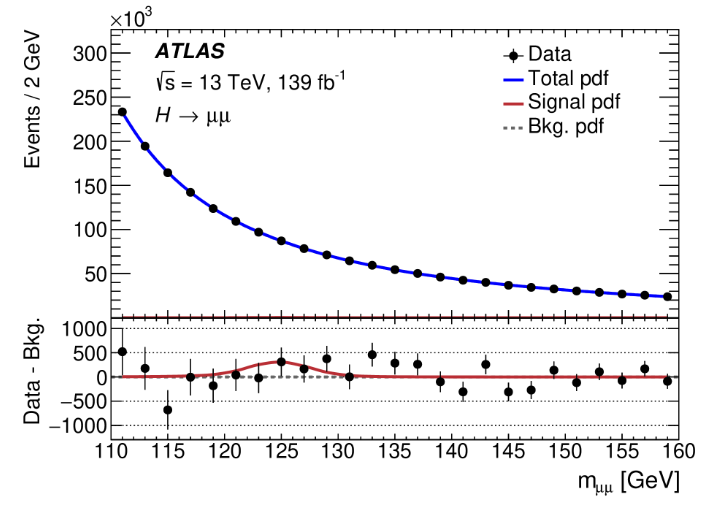 ×10³
Events / 2 GeV
300
250
200
150
100
50
ATLAS
√s = 13 TeV, 139 fb⁻¹
H → μμ
Data
Total pdf
Signal pdf
Bkg. pdf
Data - Bkg.
1000
500
0
−500
−1000
110 115 120 125 130 135 140 145 150 155 160
mμμ [GeV]